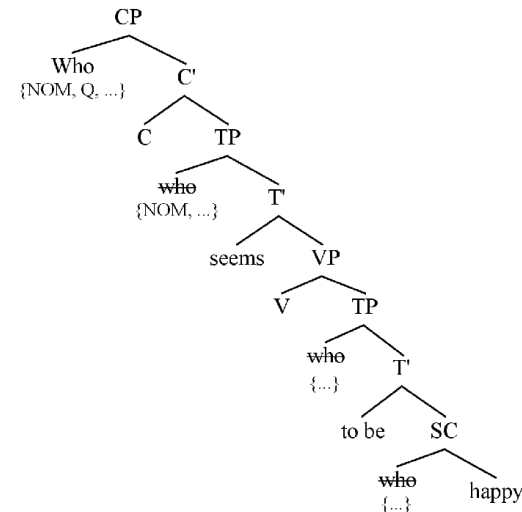 CP
Who
{NOM, Q, ...}
C'
C
TP
who
{NOM, ...}
T'
seems
VP
V
TP
who
{...}
T'
to be
SC
who
{...}
happy